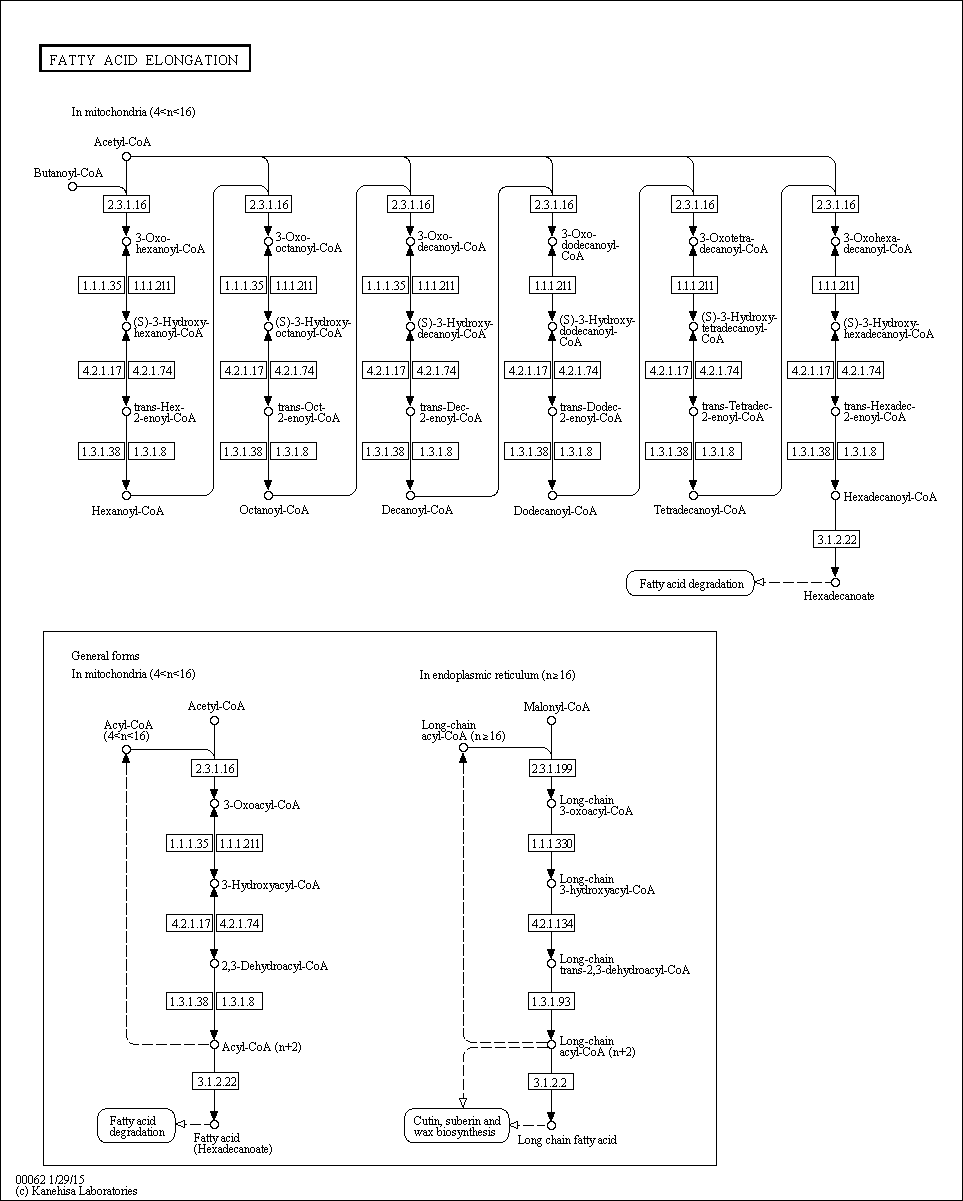 FATTY ACID ELONGATION
In mitochondria (4<n<16)
Acetyl-CoA
Butanoyl-CoA
2.3.1.16
2.3.1.16
2.3.1.16
2.3.1.16
2.3.1.16
2.3.1.16
3-Oxo-
hexanoyl-CoA
3-Oxo-
octanoyl-CoA
3-Oxo-
decanoyl-CoA
3-Oxo-
dodecanoyl-
CoA
3-Oxotetra-
decanoyl-CoA
3-Oxohexa-
decanoyl-CoA
1.1.1.35 1.1.1.211
1.1.1.35 1.1.1.211
1.1.1.35 1.1.1.211
1.1.1.211
1.1.1.211
1.1.1.211
(S)-3-Hydroxy-
hexanoyl-CoA
(S)-3-Hydroxy-
octanoyl-CoA
(S)-3-Hydroxy-
decanoyl-CoA
(S)-3-Hydroxy-
dodecanoyl-
CoA
(S)-3-Hydroxy-
tetradecanoyl-
CoA
(S)-3-Hydroxy-
hexadecanoyl-CoA
4.2.1.17 4.2.1.74
4.2.1.17 4.2.1.74
4.2.1.17 4.2.1.74
4.2.1.17 4.2.1.74
4.2.1.17 4.2.1.74
4.2.1.17 4.2.1.74
trans-Hex-
2-enoyl-CoA
trans-Oct-
2-enoyl-CoA
trans-Dec-
2-enoyl-CoA
trans-Dodec-
2-enoyl-CoA
trans-Tetradec-
2-enoyl-CoA
trans-Hexadec-
2-enoyl-CoA
1.3.1.38 1.3.1.8
1.3.1.38 1.3.1.8
1.3.1.38 1.3.1.8
1.3.1.38 1.3.1.8
1.3.1.38 1.3.1.8
1.3.1.38 1.3.1.8
Hexanoyl-CoA
Octanoyl-CoA
Decanoyl-CoA
Dodecanoyl-CoA
Tetradecanoyl-CoA
Hexadecanoyl-CoA
3.1.2.22
Fatty acid degradation
Hexadecanoate
General forms
In mitochondria (4<n<16)
Acetyl-CoA
Acyl-CoA
(4<n<16)
2.3.1.16
3-Oxoacyl-CoA
1.1.1.35 1.1.1.211
3-Hydroxyacyl-CoA
4.2.1.17 4.2.1.74
2,3-Dehydroacyl-CoA
1.3.1.38 1.3.1.8
Acyl-CoA (n+2)
3.1.2.22
Fatty acid
degradation
Fatty acid
(Hexadecanoate)
In endoplasmic reticulum (n≥16)
Malonyl-CoA
Long-chain
acyl-CoA (n≥16)
2.3.1.199
Long-chain
3-oxoacyl-CoA
1.1.1.330
Long-chain
3-hydroxyacyl-CoA
4.2.1.134
Long-chain
trans-2,3-dehydroacyl-CoA
1.3.1.93
Long-chain
acyl-CoA (n+2)
3.1.2.2
Cutin, suberin and
wax biosynthesis
Long chain fatty acid
00062 1/29/15
(c) Kanehisa Laboratories